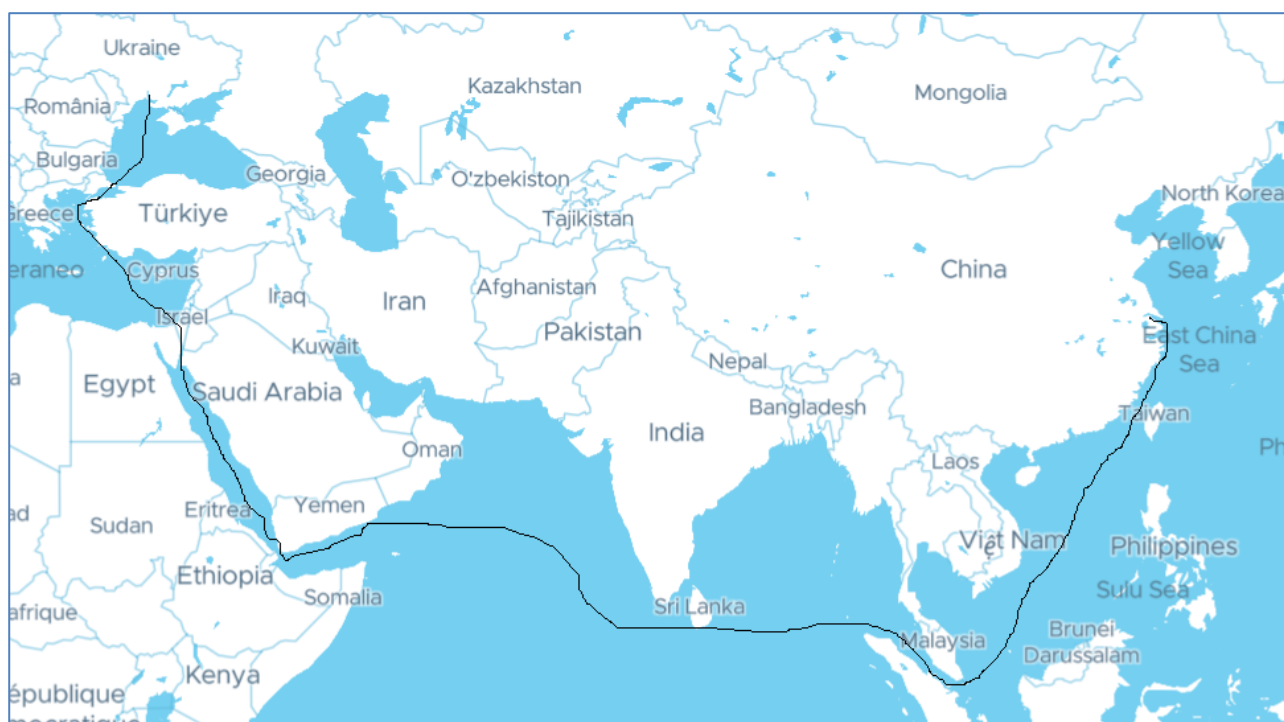 Ukraine
Kazakhstan
Mongolia
România
Bulgaria
Georgia
O'zbekiston
North Korea
Greece
Türkiye
Tajikistan
Yellow
Sea
eraneo
Cyprus
China
Afghanistan
Iraq
Iran
Israel
Pakistan
East China
Sea
Kuwait
Nepal
a
Egypt
Saudi Arabia
Bangladesh
Taiwan
India
Oman
Ph
Laos
ad
Sudan
Eritrea
Yemen
Việt Nam
Philippines
Ethiopia
Somalia
Sri Lanka
Sulu Sea
afrique
Malaysia
Brunei
Darussalam
Kenya
épublique
mocratique